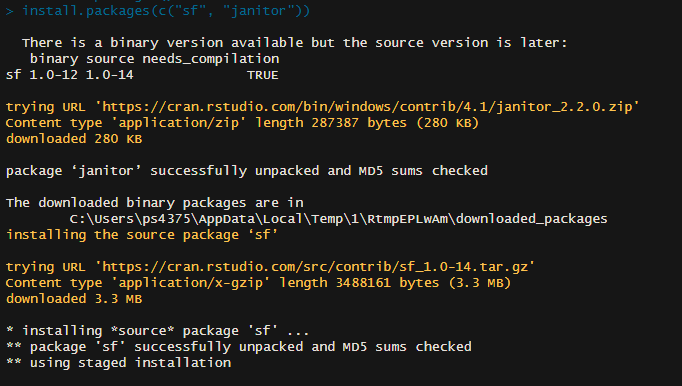 > install.packages(c("sf", "janitor"))
There is a binary version available but the source version is later:
binary source needs_compilation
sf 1.0-12 1.0-14 TRUE
trying URL 'https://cran.rstudio.com/bin/windows/contrib/4.1/janitor_2.2.0.zip'
Content type 'application/zip' length 287387 bytes (280 KB)
downloaded 280 KB
package ‘janitor’ successfully unpacked and MD5 sums checked
The downloaded binary packages are in
C:\Users\ps4375\AppData\Local\Temp\1\RtmpEPLwAm\downloaded_packages
installing the source package ‘sf’
trying URL 'https://cran.rstudio.com/src/contrib/sf_1.0-14.tar.gz'
Content type 'application/x-gzip' length 3488161 bytes (3.3 MB)
downloaded 3.3 MB
* installing *source* package 'sf' ...
** package 'sf' successfully unpacked and MD5 sums checked
** using staged installation